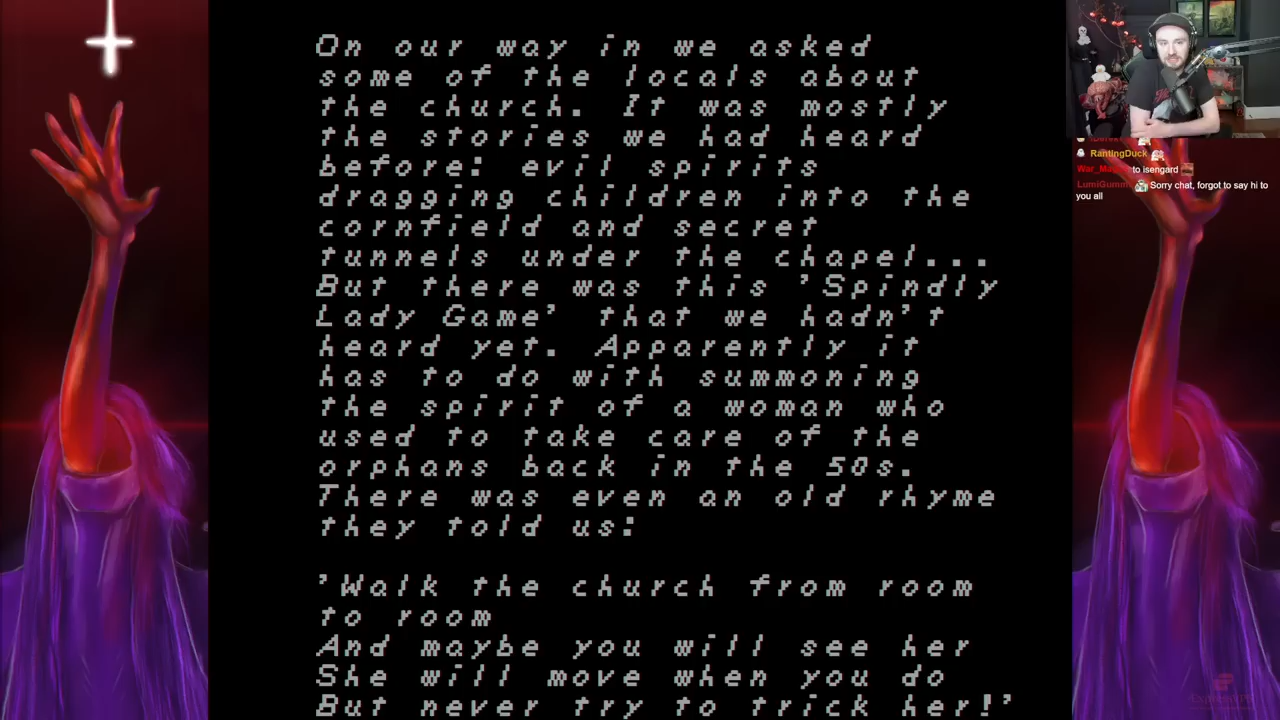 On our way in we asked
some of the locals about
the church. It was mostly
the stories we had heard
before: evil spirits
dragging children into the
cornfield and secret
tunnels under the chapel...
But there was this 'Spindly
Lady Game' that we hadn't
heard yet. Apparently it
has to do with summoning
the spirit of a woman who
used to take care of the
orphans back in the 50s.
There was even an old rhyme
they told us:
'Walk the church from room
to room
And maybe you will see her
She will move when you do
But never try to trick her!'
RantingDuck
to isengard
Sorry chat, forgot to say hi to
you all